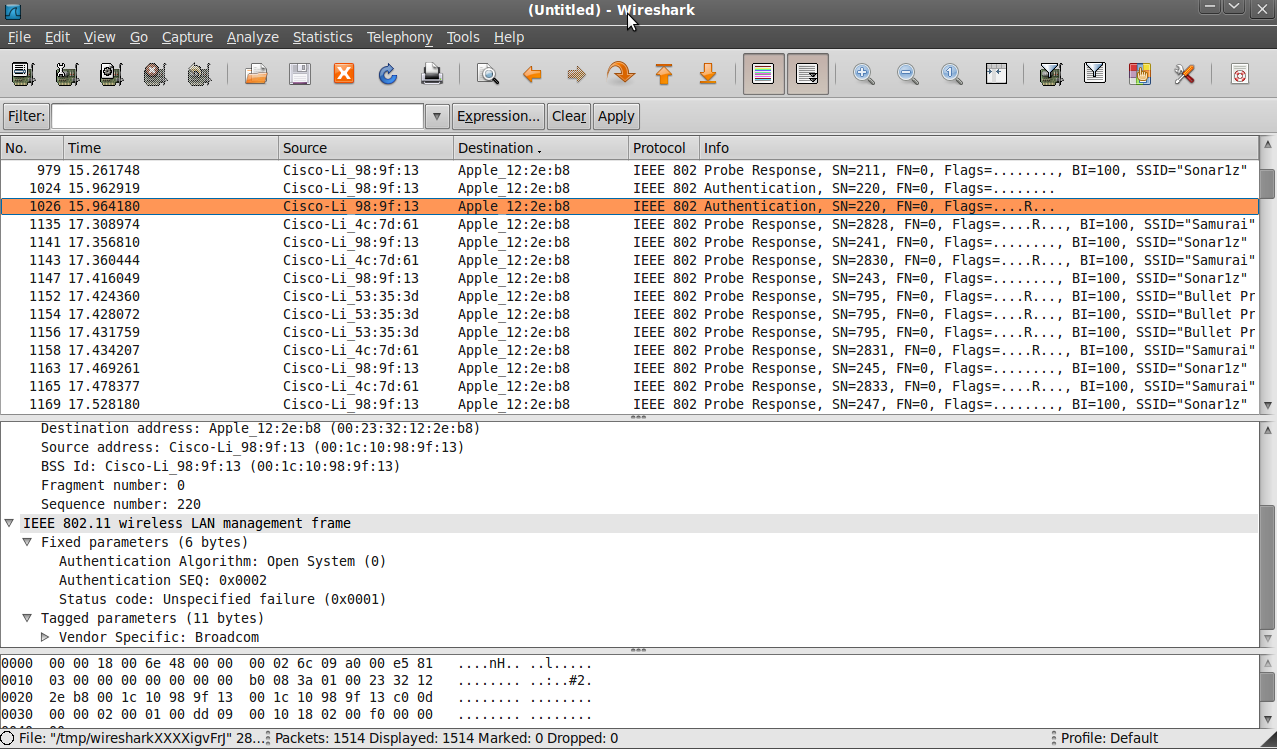 (Untitled) - Wireshark
File Edit View Go Capture Analyze Statistics Telephony Tools Help
Filter: Expression... Clear Apply
No. Time Source Destination Protocol Info
979 15.261748 Cisco-Li_98:9f:13 Apple_12:2e:b8 IEEE 802 Probe Response, SN=211, FN=0, Flags=........, BI=100, SSID="Sonar1z"
1024 15.962919 Cisco-Li_98:9f:13 Apple_12:2e:b8 IEEE 802 Authentication, SN=220, FN=0, Flags=........
1026 15.964180 Cisco-Li_98:9f:13 Apple_12:2e:b8 IEEE 802 Authentication, SN=220, FN=0, Flags=....R...
1135 17.308974 Cisco-Li_4c:7d:61 Apple_12:2e:b8 IEEE 802 Probe Response, SN=2828, FN=0, Flags=....R..., BI=100, SSID="Samurai"
1141 17.356810 Cisco-Li_98:9f:13 Apple_12:2e:b8 IEEE 802 Probe Response, SN=241, FN=0, Flags=........, BI=100, SSID="Sonar1z"
1143 17.360444 Cisco-Li_4c:7d:61 Apple_12:2e:b8 IEEE 802 Probe Response, SN=2830, FN=0, Flags=....R..., BI=100, SSID="Samurai"
1147 17.416049 Cisco-Li_98:9f:13 Apple_12:2e:b8 IEEE 802 Probe Response, SN=243, FN=0, Flags=........, BI=100, SSID="Sonar1z"
1152 17.424360 Cisco-Li_53:35:3d Apple_12:2e:b8 IEEE 802 Probe Response, SN=795, FN=0, Flags=....R..., BI=100, SSID="Bullet Pr
1154 17.428072 Cisco-Li_53:35:3d Apple_12:2e:b8 IEEE 802 Probe Response, SN=795, FN=0, Flags=....R..., BI=100, SSID="Bullet Pr
1156 17.431759 Cisco-Li_53:35:3d Apple_12:2e:b8 IEEE 802 Probe Response, SN=795, FN=0, Flags=....R..., BI=100, SSID="Bullet Pr
1158 17.434207 Cisco-Li_4c:7d:61 Apple_12:2e:b8 IEEE 802 Probe Response, SN=2831, FN=0, Flags=....R..., BI=100, SSID="Samurai"
1163 17.469261 Cisco-Li_98:9f:13 Apple_12:2e:b8 IEEE 802 Probe Response, SN=245, FN=0, Flags=........, BI=100, SSID="Sonar1z"
1165 17.478377 Cisco-Li_4c:7d:61 Apple_12:2e:b8 IEEE 802 Probe Response, SN=2833, FN=0, Flags=....R..., BI=100, SSID="Samurai"
1169 17.528180 Cisco-Li_98:9f:13 Apple_12:2e:b8 IEEE 802 Probe Response, SN=247, FN=0, Flags=........, BI=100, SSID="Sonar1z"
Destination address: Apple_12:2e:b8 (00:23:32:12:2e:b8)
Source address: Cisco-Li_98:9f:13 (00:1c:10:98:9f:13)
BSS Id: Cisco-Li_98:9f:13 (00:1c:10:98:9f:13)
Fragment number: 0
Sequence number: 220
IEEE 802.11 wireless LAN management frame
Fixed parameters (6 bytes)
Authentication Algorithm: Open System (0)
Authentication SEQ: 0x0002
Status code: Unspecified failure (0x0001)
Tagged parameters (11 bytes)
Vendor Specific: Broadcom
0000 00 00 18 00 6e 48 00 00 00 02 6c 09 a0 00 e5 81 ....nH.. ..l.....
0010 03 00 00 00 00 00 00 00 b0 08 3a 01 00 23 32 12 ........ ..:..#2.
0020 2e b8 00 1c 10 98 9f 13 00 1c 10 98 9f 13 c0 0d ........ ........
0030 00 00 02 00 01 00 dd 09 00 10 18 02 00 f0 00 00 ........ ........
File: "/tmp/wiresharkXXXXigvFrJ" 28... Packets: 1514 Displayed: 1514 Marked: 0 Dropped: 0 Profile: Default